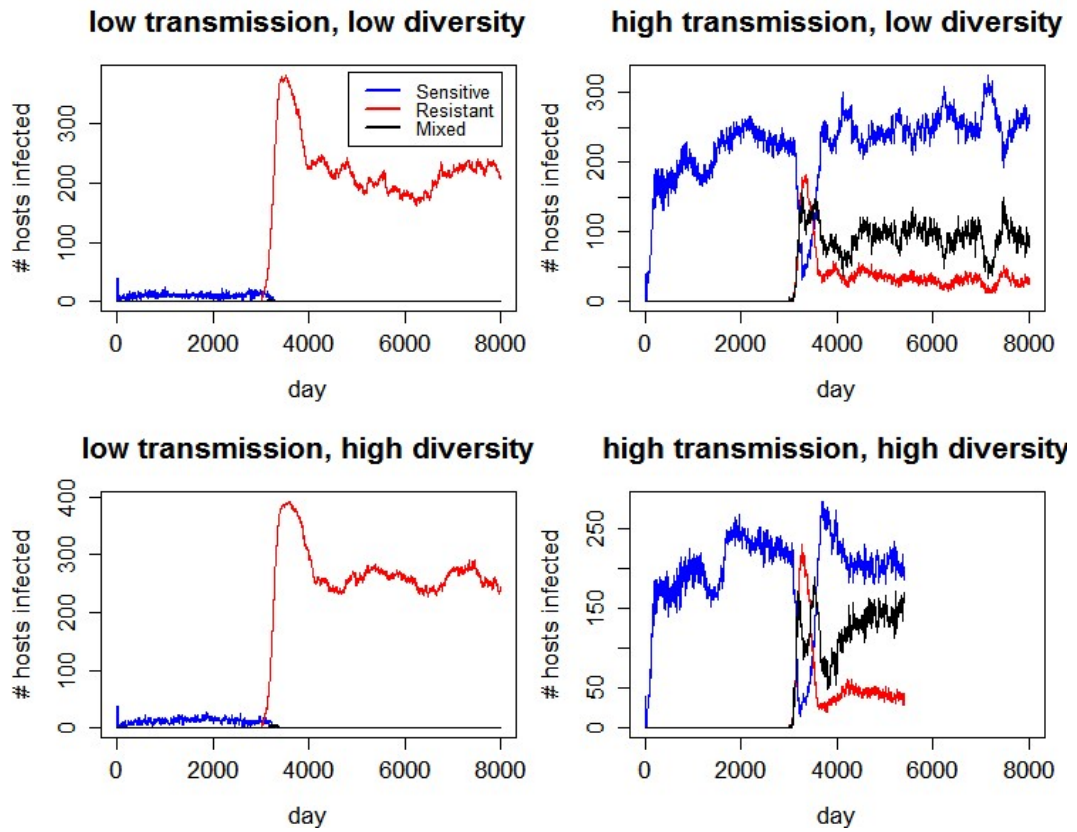 low transmission, low diversity
# hosts infected
0 100 200 300
Sensitive
Resistant
Mixed
0 2000 4000 6000 8000
day
high transmission, low diversity
# hosts infected
0 100 200 300
0 2000 4000 6000 8000
day
low transmission, high diversity
# hosts infected
0 100 200 300 400
0 2000 4000 6000 8000
day
high transmission, high diversity
# hosts infected
0 50 150 250
0 2000 4000 6000 8000
day